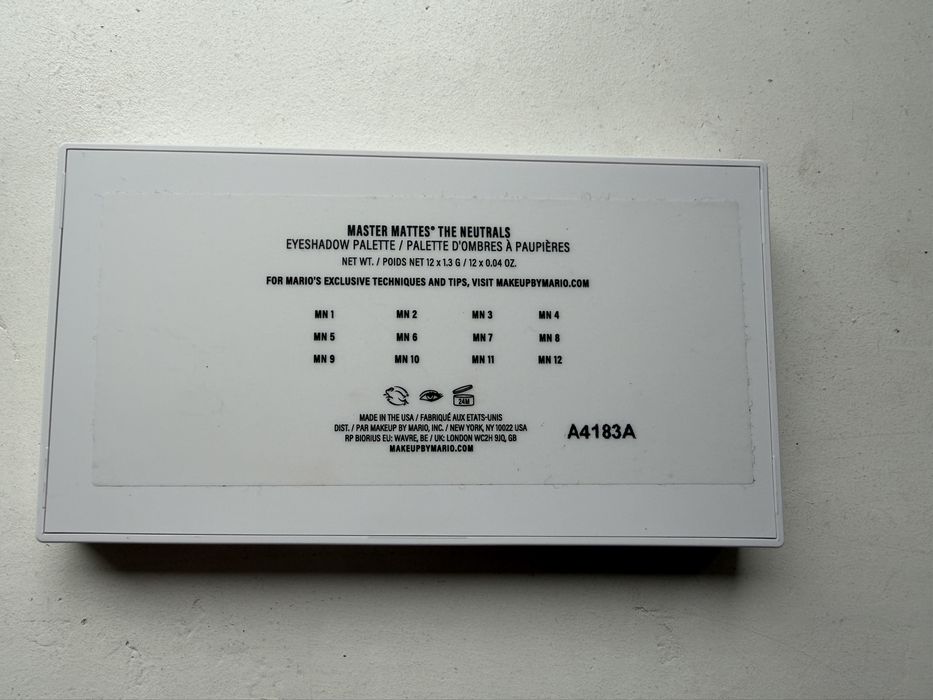 MASTER MATTES® THE NEUTRALS
EYESHADOW PALETTE / PALETTE D'OMBRES À PAUPIÈRES
NET WT. / POIDS NET 12 x 1.3 G / 12 x 0.04 OZ.
FOR MARIO'S EXCLUSIVE TECHNIQUES AND TIPS, VISIT MAKEUPBYMARIO.COM
MN 1 MN 2 MN 3 MN 4
MN 5 MN 6 MN 7 MN 8
MN 9 MN 10 MN 11 MN 12
24M
MADE IN THE USA / FABRIQUÉ AUX ETATS-UNIS
DIST. / PAR MAKEUP BY MARIO, INC. / NEW YORK, NY 10022 USA
RP BIORIUS EU: WAVRE, BE / UK: LONDON WC2H 9JQ, GB
MAKEUPBYMARIO.COM
A4183A